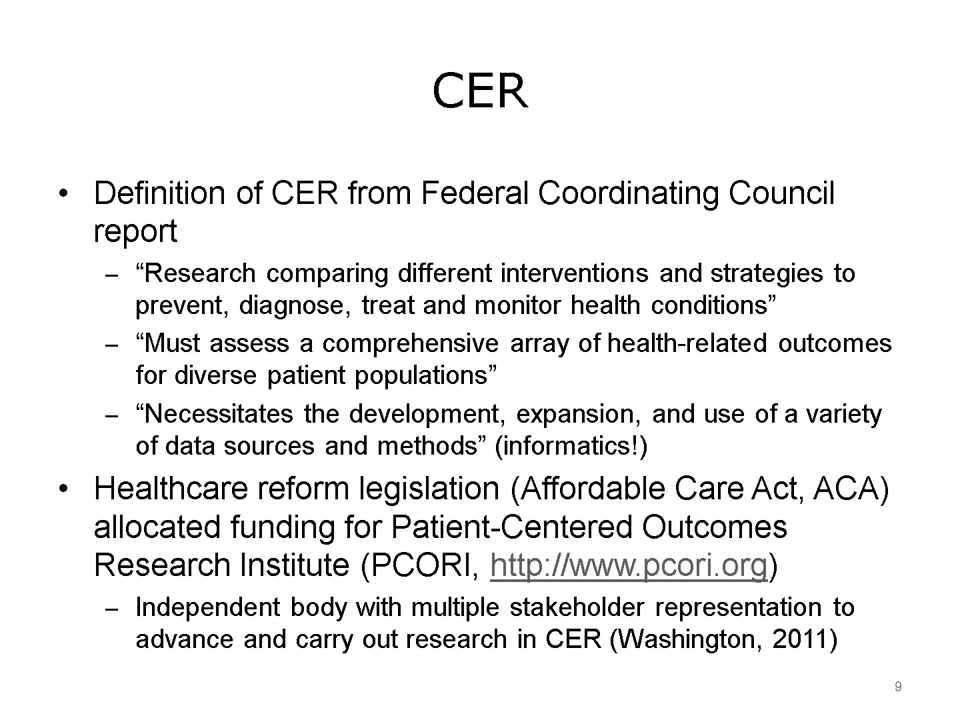 CER
• Definition of CER from Federal Coordinating Council
report
– “Research comparing different interventions and strategies to
prevent, diagnose, treat and monitor health conditions”
– “Must assess a comprehensive array of health-related outcomes
for diverse patient populations”
– “Necessitates the development, expansion, and use of a variety
of data sources and methods” (informatics!)
• Healthcare reform legislation (Affordable Care Act, ACA)
allocated funding for Patient-Centered Outcomes
Research Institute (PCORI, http://www.pcori.org)
– Independent body with multiple stakeholder representation to
advance and carry out research in CER (Washington, 2011)
9